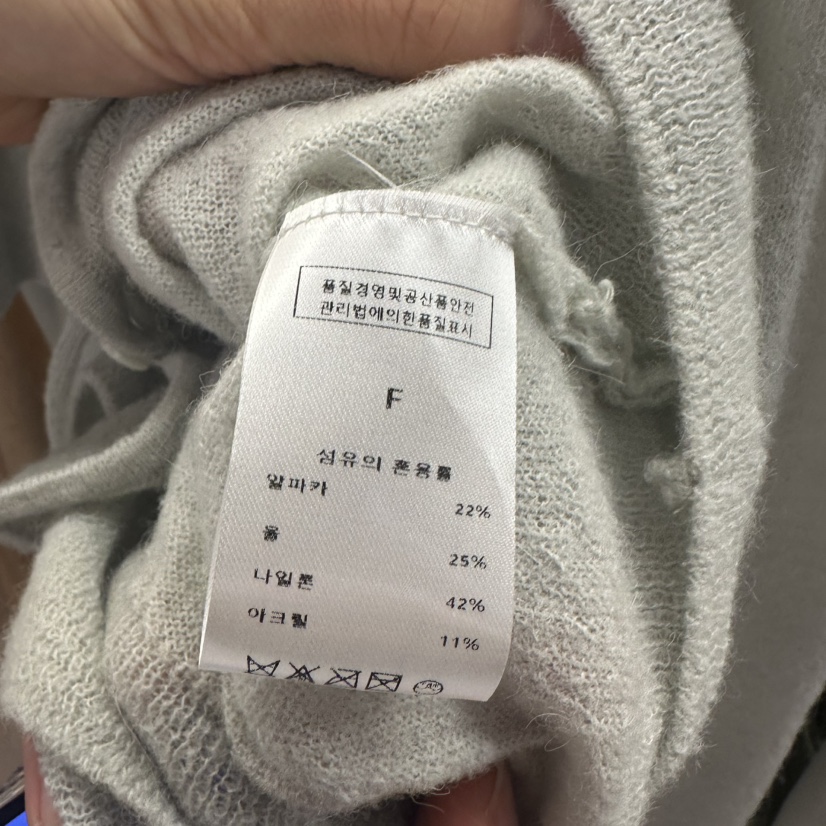 품질경영및공산품안전
관리법에의한품질표시
F
섬유의 혼용률
알파카 22%
울 25%
나일론 42%
아크릴 11%